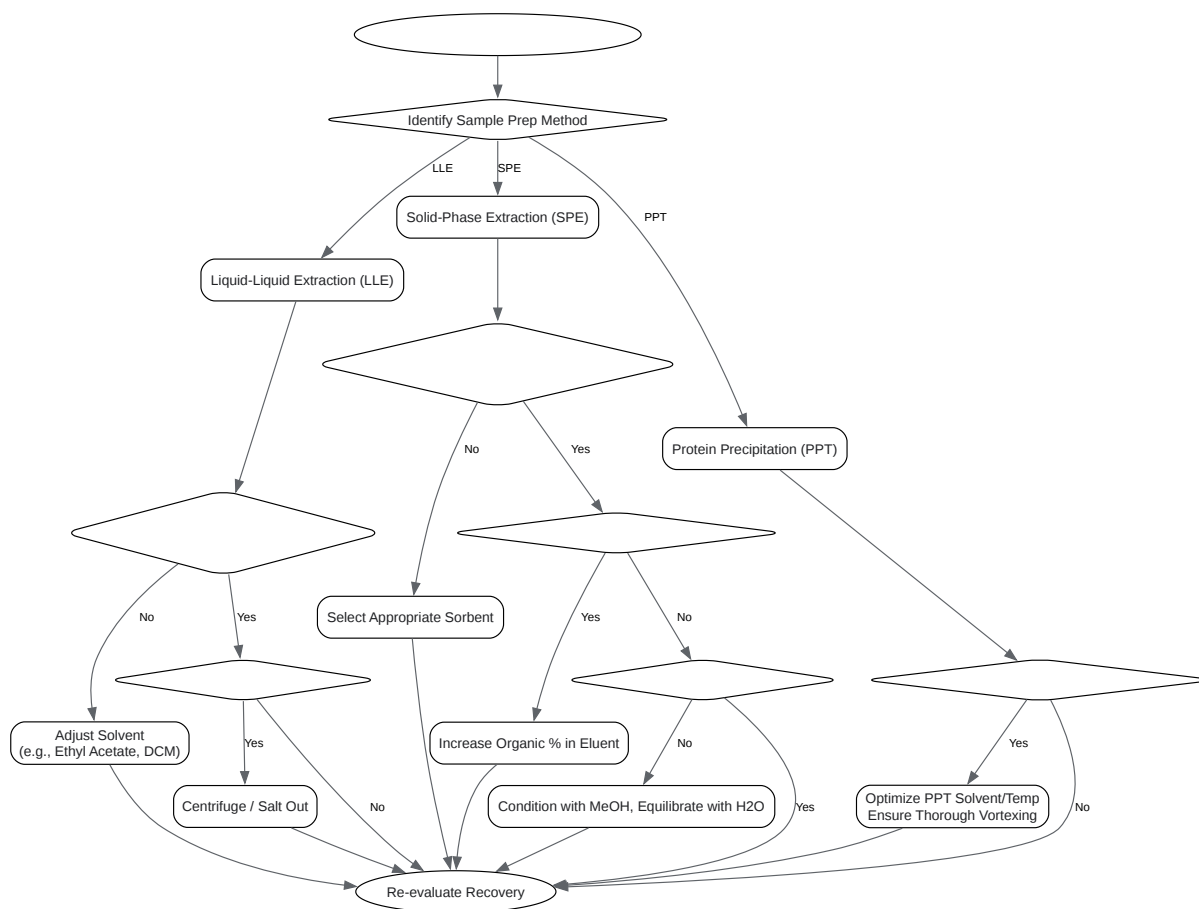 Identify Sample Prep Method
LLE
SPE
Solid-Phase Extraction (SPE)
PPT
Liquid-Liquid Extraction (LLE)
No
Yes
Protein Precipitation (PPT)
No
Yes
Select Appropriate Sorbent
Yes
No
Adjust Solvent
(e.g., Ethyl Acetate, DCM)
Yes
Increase Organic % in Eluent
No
Yes
Centrifuge / Salt Out
No
Condition with MeOH, Equilibrate with H2O
Yes
Optimize PPT Solvent/Temp
Ensure Thorough Vortexing
No
Re-evaluate Recovery